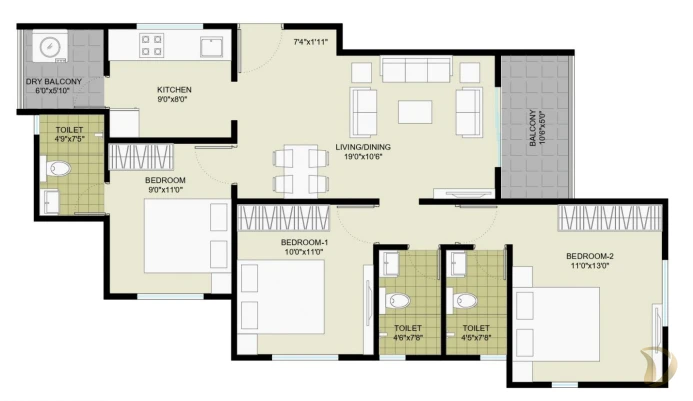 7'4"x1'11"
DRY BALCONY
6'0"x5'10"
KITCHEN
9'0"x8'0"
TOILET
4'9"x7'5"
LIVING/DINING
19'0"x10'6"
BALCONY
10'6"x5'0"
BEDROOM
9'0"x11'0"
BEDROOM-1
10'0"x11'0"
BEDROOM-2
11'0"x13'0"
TOILET
4'6"x7'8"
TOILET
4'5"x7'8"